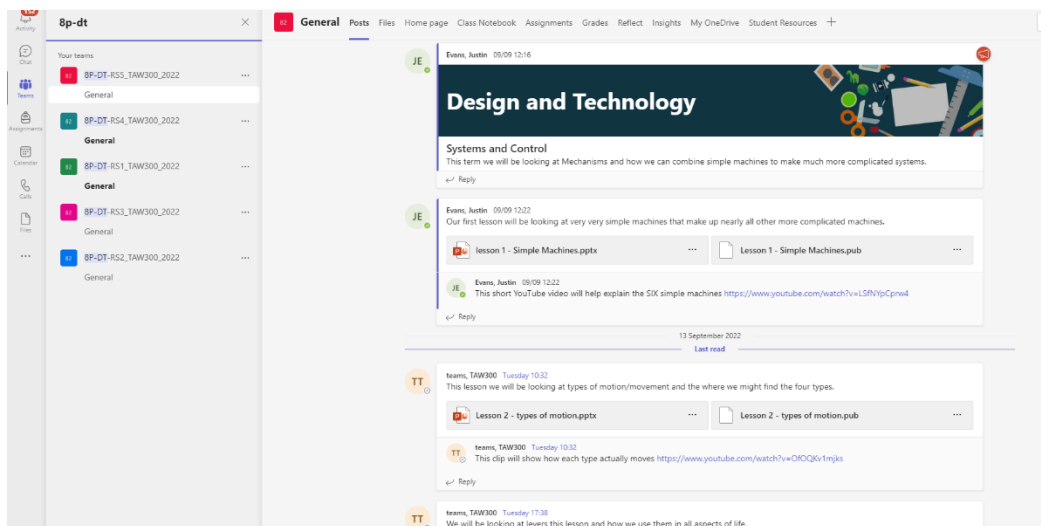 Activity
Chat
Teams
Assignments
Calendar
Calls
Files
8p-dt
Your teams
82 8P-DT-RS5_TAW300_2022
General
82 8P-DT-RS4_TAW300_2022
General
82 8P-DT-RS1_TAW300_2022
General
82 8P-DT-RS3_TAW300_2022
General
82 8P-DT-RS2_TAW300_2022
General
82 General Posts Files Home page Class Notebook Assignments Grades Reflect Insights My OneDrive Student Resources
JE
Evans, Justin 09/09 12:16
Design and Technology
Systems and Control
This term we will be looking at Mechanisms and how we can combine simple machines to make much more complicated systems.
Reply
JE
Evans, Justin 09/09 12:22
Our first lesson will be looking at very very simple machines that make up nearly all other more complicated machines.
lesson 1 - Simple Machines.pptx
Lesson 1 - Simple Machines.pub
JE
Evans, Justin 09/09 12:22
This short YouTube video will help explain the SIX simple machines https://www.youtube.com/watch?v=LSfNYpCprw4
Reply
13 September 2022
Last read
TT
teams, TAW300 Tuesday 10:32
This lesson we will be looking at types of motion/movement and the where we might find the four types.
Lesson 2 - types of motion.pptx
Lesson 2 - types of motion.pub
TT
teams, TAW300 Tuesday 10:32
This clip will show how each type actually moves https://www.youtube.com/watch?v=OfOQKv1mjks
Reply
TT
teams, TAW300 Tuesday 17:38
We will be looking at levers this lesson and how we use them in all aspects of life.